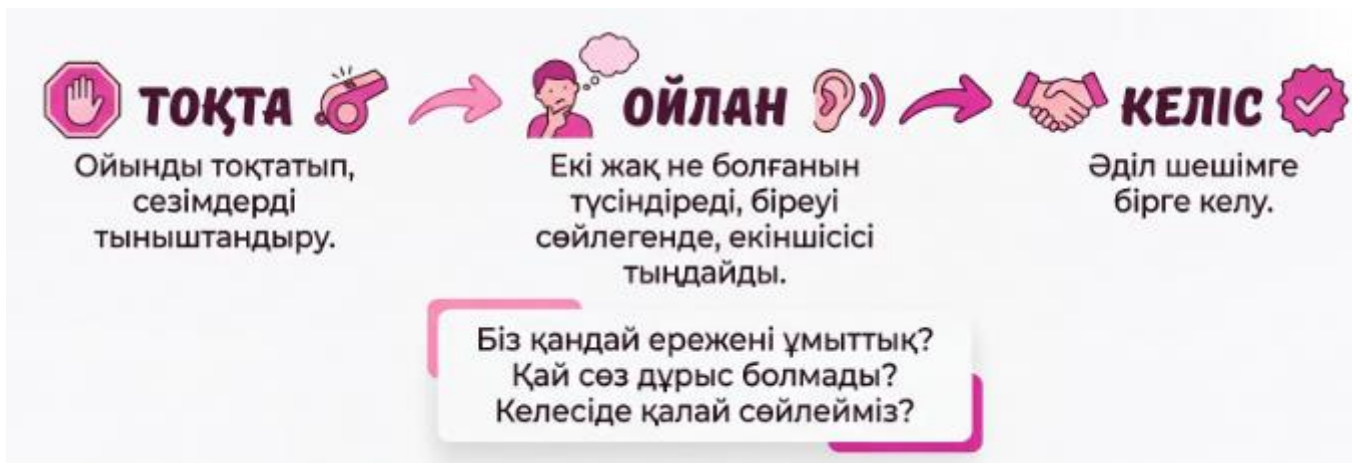 ТОҚТА
Ойынды тоқтатып,
сезімдерді
тыныштандыру.
ОЙЛАН
Екі жақ не болғанын
түсіндіреді, біреуі
сөйлегенде, екіншісісі
тыңдайды.
КЕЛІС
Әділ шешімге
бірге келу.
Біз қандай ережені ұмыттық?
Қай сөз дұрыс болмады?
Келесіде қалай сөйлейміз?